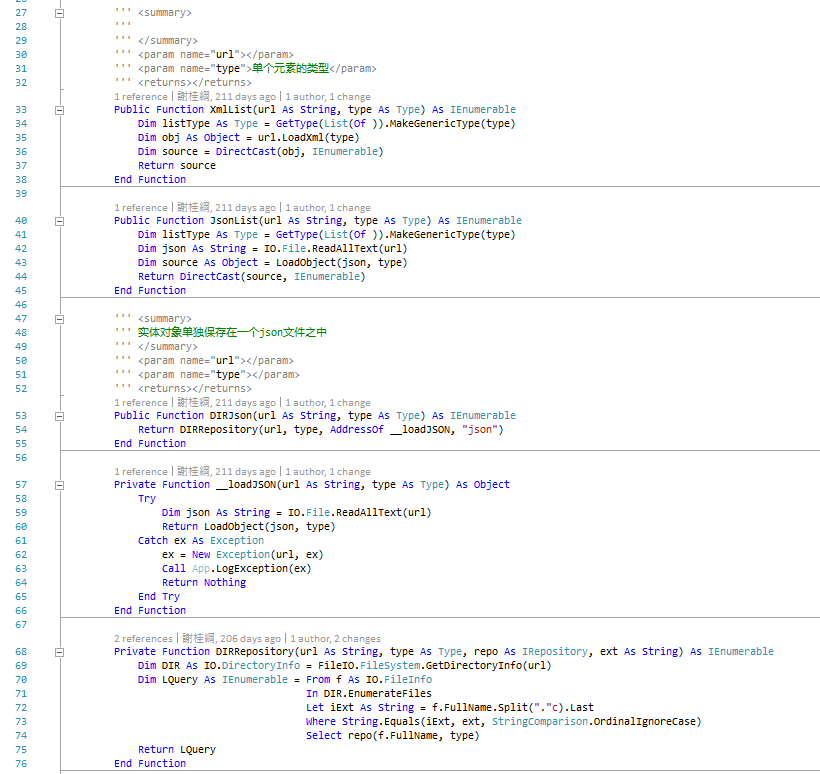 27 ''' <summary>
28 '''
29 ''' </summary>
30 ''' <param name="url"></param>
31 ''' <param name="type">单个元素的类型</param>
32 ''' <returns></returns>
1 reference | 謝桂綱, 211 days ago | 1 author, 1 change
33 Public Function XmlList(url As String, type As Type) As IEnumerable
34 Dim listType As Type = GetType(List(Of )).MakeGenericType(type)
35 Dim obj As Object = url.LoadXml(type)
36 Dim source = DirectCast(obj, IEnumerable)
37 Return source
38 End Function
39
1 reference | 謝桂綱, 211 days ago | 1 author, 1 change
40 Public Function JsonList(url As String, type As Type) As IEnumerable
41 Dim listType As Type = GetType(List(Of )).MakeGenericType(type)
42 Dim json As String = IO.File.ReadAllText(url)
43 Dim source As Object = LoadObject(json, type)
44 Return DirectCast(source, IEnumerable)
45 End Function
46
47 ''' <summary>
48 ''' 实体对象单独保存在一个json文件之中
49 ''' </summary>
50 ''' <param name="url"></param>
51 ''' <param name="type"></param>
52 ''' <returns></returns>
1 reference | 謝桂綱, 211 days ago | 1 author, 1 change
53 Public Function DIRJson(url As String, type As Type) As IEnumerable
54 Return DIRRepository(url, type, AddressOf __loadJSON, "json")
55 End Function
56
1 reference | 謝桂綱, 211 days ago | 1 author, 1 change
57 Private Function __loadJSON(url As String, type As Type) As Object
58 Try
59 Dim json As String = IO.File.ReadAllText(url)
60 Return LoadObject(json, type)
61 Catch ex As Exception
62 ex = New Exception(url, ex)
63 Call App.LogException(ex)
64 Return Nothing
65 End Try
66 End Function
67
2 references | 謝桂綱, 206 days ago | 1 author, 2 changes
68 Private Function DIRRepository(url As String, type As Type, repo As IRepository, ext As String) As IEnumerable
69 Dim DIR As IO.DirectoryInfo = FileIO.FileSystem.GetDirectoryInfo(url)
70 Dim LQuery As IEnumerable = From f As IO.FileInfo
71 In DIR.EnumerateFiles
72 Let iExt As String = f.FullName.Split("."c).Last
73 Where String.Equals(iExt, ext, StringComparison.OrdinalIgnoreCase)
74 Select repo(f.FullName, type)
75 Return LQuery
76 End Function